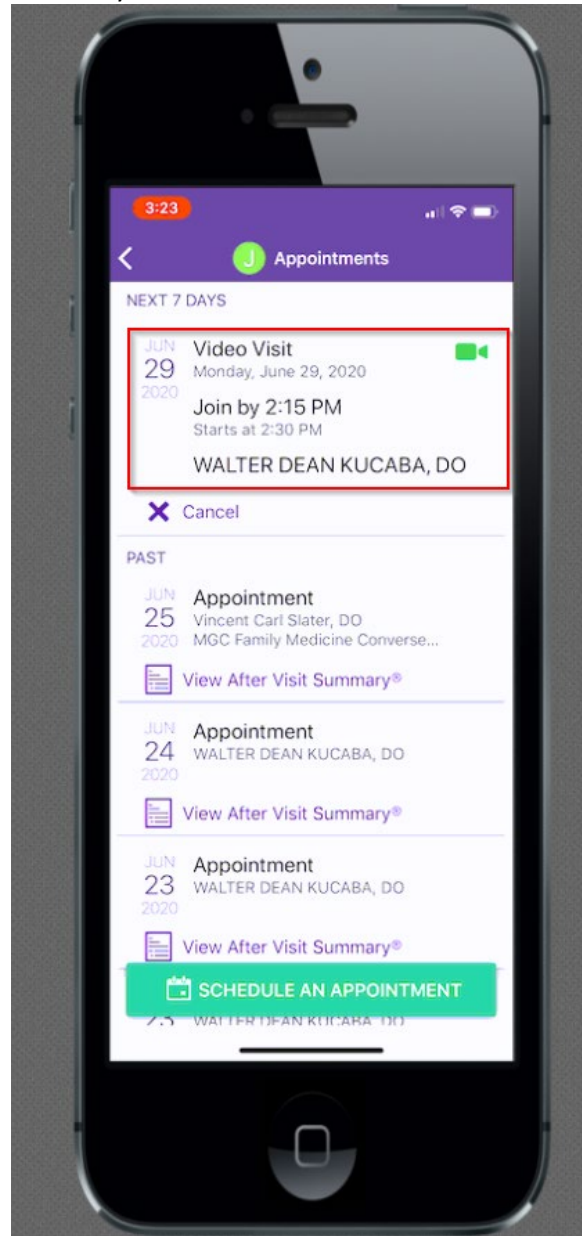 3:23
J Appointments
NEXT 7 DAYS
JUN
29
2020
Video Visit
Monday, June 29, 2020
Join by 2:15 PM
Starts at 2:30 PM
WALTER DEAN KUCABA, DO
Cancel
PAST
JUN
25
2020
Appointment
Vincent Carl Slater, DO
MGC Family Medicine Converse...
View After Visit Summary®
JUN
24
2020
Appointment
WALTER DEAN KUCABA, DO
View After Visit Summary®
JUN
23
2020
Appointment
WALTER DEAN KUCABA, DO
View After Visit Summary®
SCHEDULE AN APPOINTMENT
WALTER DEAN KUCABA, DO